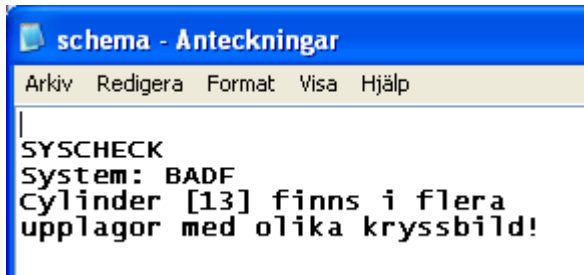 schema - Anteckningar
Arkiv Redigera Format Visa Hjälp
SYSCHECK
System: BADF
Cylinder [13] finns i flera
upplagor med olika kryssbild!